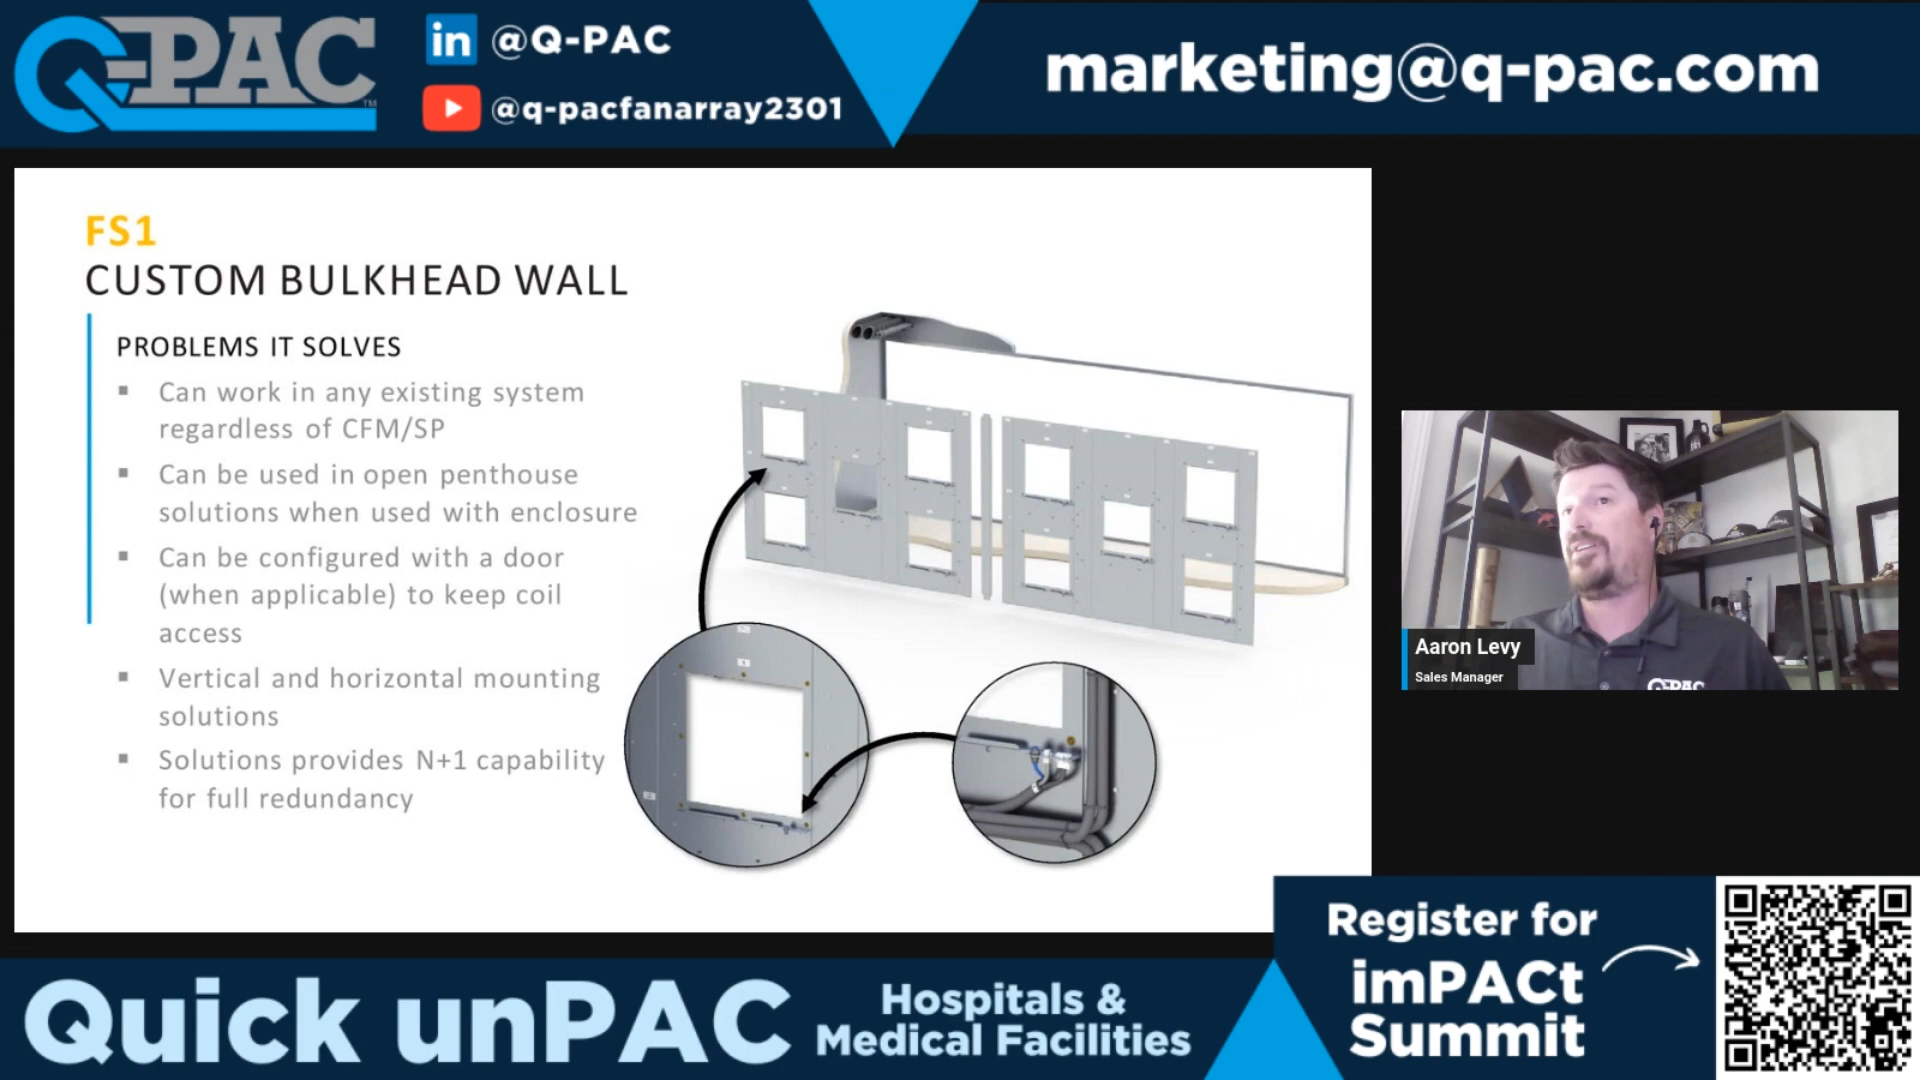 Q-PAC™
in @Q-PAC
@q-pacfanarray2301
marketing@q-pac.com
FS1
CUSTOM BULKHEAD WALL
PROBLEMS IT SOLVES
▪ Can work in any existing system
regardless of CFM/SP
▪ Can be used in open penthouse
solutions when used with enclosure
▪ Can be configured with a door
(when applicable) to keep coil
access
▪ Vertical and horizontal mounting
solutions
▪ Solutions provides N+1 capability
for full redundancy
Aaron Levy
Sales Manager
Q-PAC
Register for
imPACt
Summit
Quick unPAC
Hospitals &
Medical Facilities